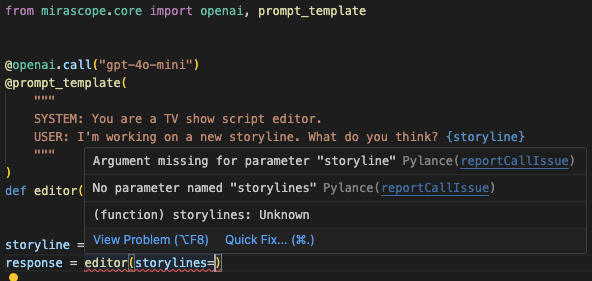 from mirascope.core import openai, prompt_template
@openai.call("gpt-4o-mini")
@prompt_template(
"""
SYSTEM: You are a TV show script editor.
USER: I'm working on a new storyline. What do you think? {storyline}
"""
)
Argument missing for parameter "storyline" Pylance(reportCallIssue)
No parameter named "storylines" Pylance(reportCallIssue)
(function) storylines: Unknown
View Problem (⌥F8) Quick Fix... (⌘.)
def editor(
storyline =
response = editor(storylines=)